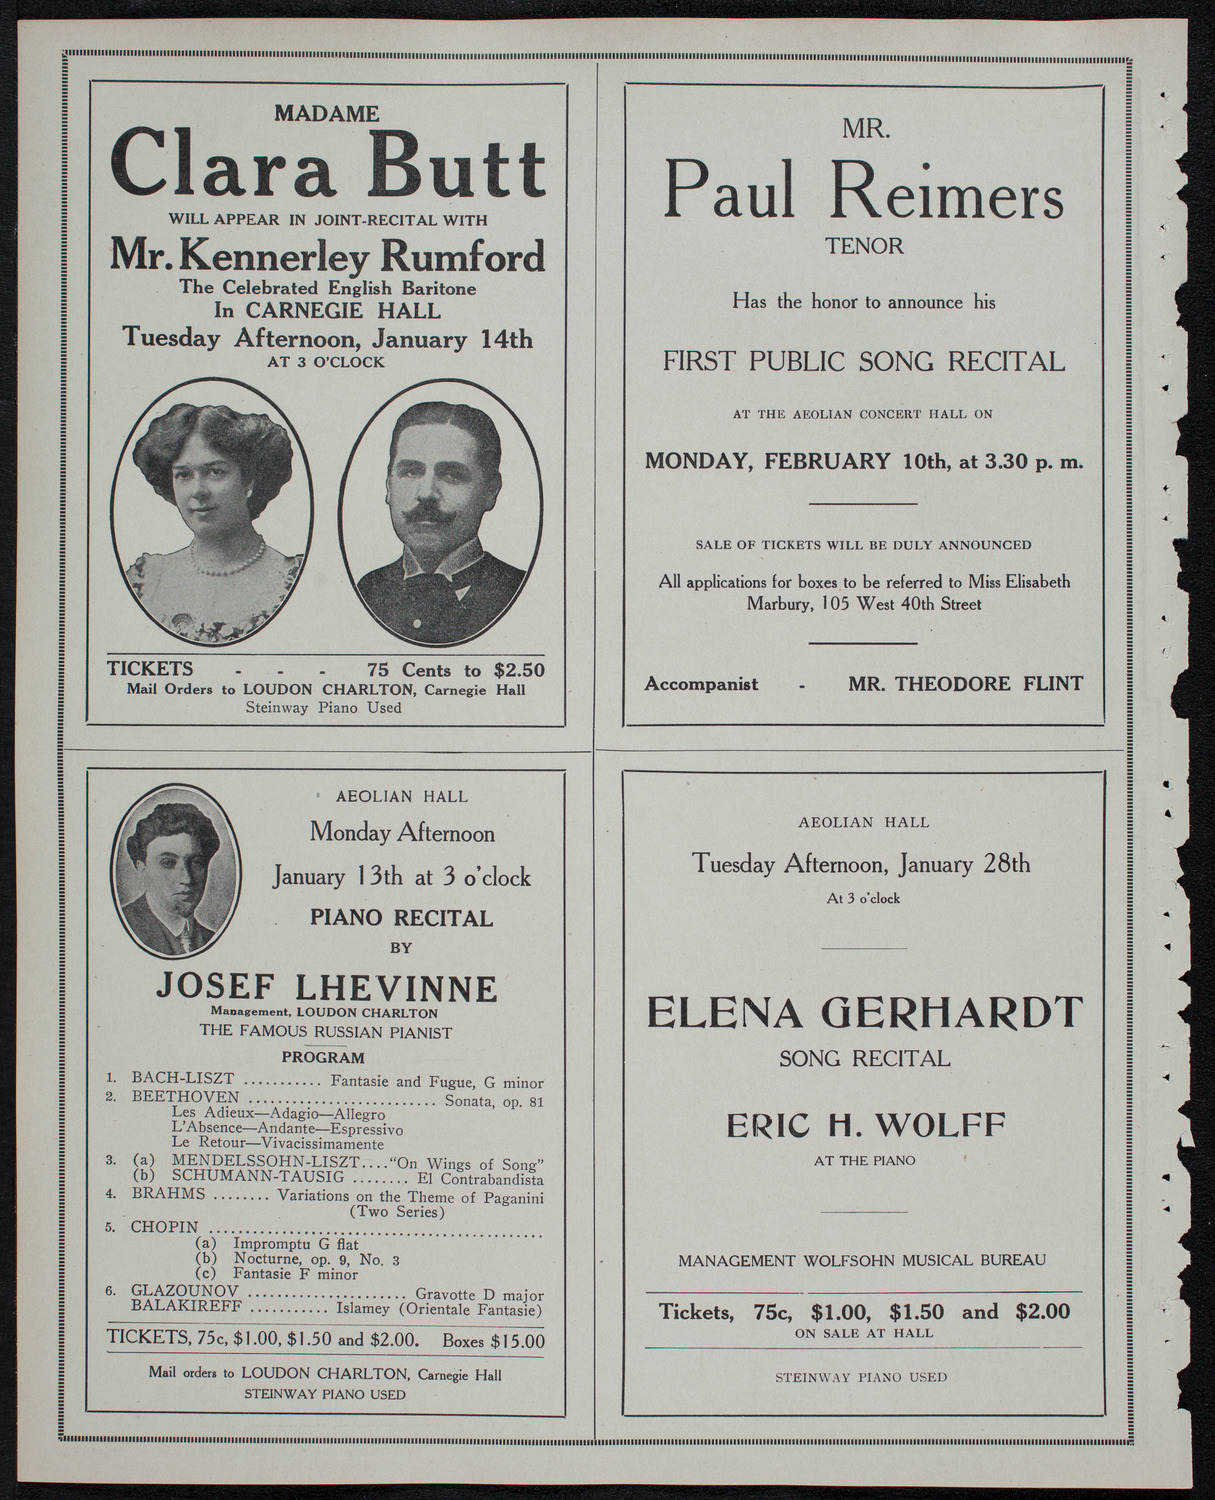 MADAME
Clara Butt
WILL APPEAR IN JOINT-RECITAL WITH
Mr. Kennerley Rumford
The Celebrated English Baritone
In CARNEGIE HALL
Tuesday Afternoon, January 14th
AT 3 O'CLOCK
TICKETS - - - 75 Cents to $2.50
Mail Orders to LOUDON CHARLTON, Carnegie Hall
Steinway Piano Used
MR.
Paul Reimers
TENOR
Has the honor to announce his
FIRST PUBLIC SONG RECITAL
AT THE AEOLIAN CONCERT HALL ON
MONDAY, FEBRUARY 10th, at 3.30 p. m.
SALE OF TICKETS WILL BE DULY ANNOUNCED
All applications for boxes to be referred to Miss Elisabeth
Marbury, 105 West 40th Street
Accompanist - MR. THEODORE FLINT
AEOLIAN HALL
Monday Afternoon
January 13th at 3 o'clock
PIANO RECITAL
BY
JOSEF LHEVINNE
Management, LOUDON CHARLTON
THE FAMOUS RUSSIAN PIANIST
PROGRAM
1. BACH-LISZT ........... Fantasie and Fugue, G minor
2. BEETHOVEN ......................... Sonata, op. 81
Les Adieux—Adagio—Allegro
L'Absence—Andante—Espressivo
Le Retour—Vivacissimamente
3. (a) MENDELSSOHN-LISZT...."On Wings of Song"
(b) SCHUMANN-TAUSIG ........ El Contrabandista
4. BRAHMS ........ Variations on the Theme of Paganini
(Two Series)
5. CHOPIN ............................................
(a) Impromptu G flat
(b) Nocturne, op. 9, No. 3
(c) Fantasie F minor
6. GLAZOUNOV ..................... Gravotte D major
BALAKIREFF ........... Islamey (Orientale Fantasie)
TICKETS, 75c, $1.00, $1.50 and $2.00. Boxes $15.00
Mail orders to LOUDON CHARLTON, Carnegie Hall
STEINWAY PIANO USED
AEOLIAN HALL
Tuesday Afternoon, January 28th
At 3 o'clock
ELENA GERHARDT
SONG RECITAL
ERIC H. WOLFF
AT THE PIANO
MANAGEMENT WOLFSOHN MUSICAL BUREAU
Tickets, 75c, $1.00, $1.50 and $2.00
ON SALE AT HALL
STEINWAY PIANO USED